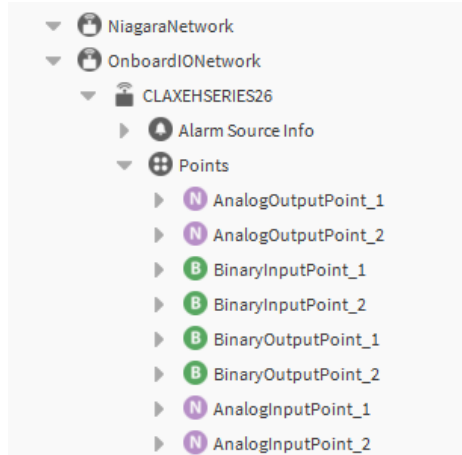 NiagaraNetwork
OnboardIONetwork
CLAXEHSERIES26
Alarm Source Info
Points
N AnalogOutputPoint_1
N AnalogOutputPoint_2
B BinaryInputPoint_1
B BinaryInputPoint_2
B BinaryOutputPoint_1
B BinaryOutputPoint_2
N AnalogInputPoint_1
N AnalogInputPoint_2